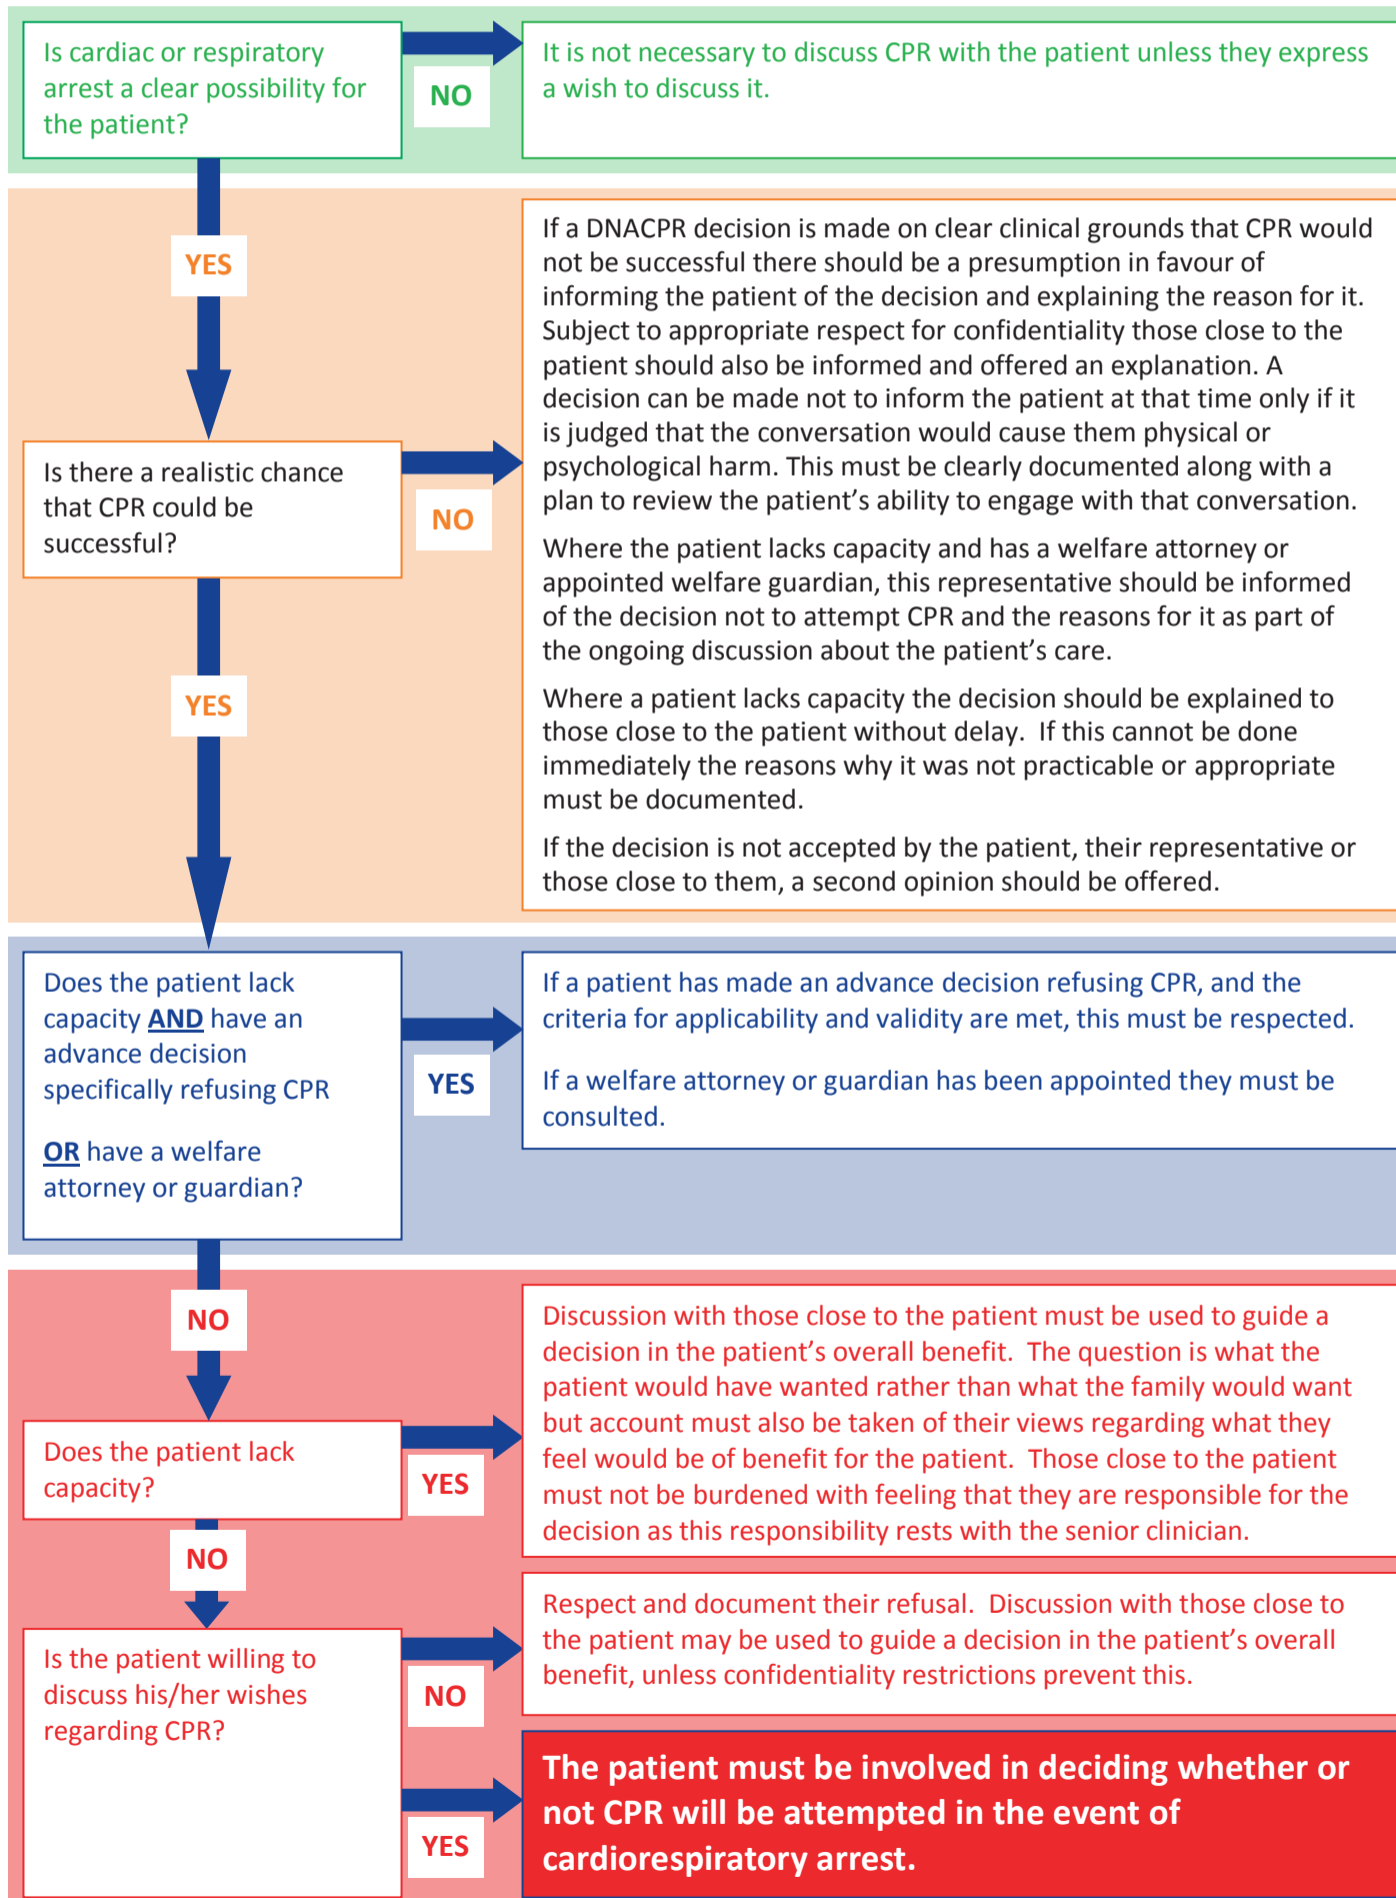 Is cardiac or respiratory
arrest a clear possibility for
the patient?
NO
It is not necessary to discuss CPR with the patient unless they express
a wish to discuss it.
YES
Is there a realistic chance
that CPR could be
successful?
NO
If a DNACPR decision is made on clear clinical grounds that CPR would
not be successful there should be a presumption in favour of
informing the patient of the decision and explaining the reason for it.
Subject to appropriate respect for confidentiality those close to the
patient should also be informed and offered an explanation. A
decision can be made not to inform the patient at that time only if it
is judged that the conversation would cause them physical or
psychological harm. This must be clearly documented along with a
plan to review the patient’s ability to engage with that conversation.
Where the patient lacks capacity and has a welfare attorney or
appointed welfare guardian, this representative should be informed
of the decision not to attempt CPR and the reasons for it as part of
the ongoing discussion about the patient’s care.
Where a patient lacks capacity the decision should be explained to
those close to the patient without delay. If this cannot be done
immediately the reasons why it was not practicable or appropriate
must be documented.
If the decision is not accepted by the patient, their representative or
those close to them, a second opinion should be offered.
YES
Does the patient lack
capacity AND have an
advance decision
specifically refusing CPR
OR have a welfare
attorney or guardian?
YES
If a patient has made an advance decision refusing CPR, and the
criteria for applicability and validity are met, this must be respected.
If a welfare attorney or guardian has been appointed they must be
consulted.
NO
Does the patient lack
capacity?
YES
Discussion with those close to the patient must be used to guide a
decision in the patient’s overall benefit. The question is what the
patient would have wanted rather than what the family would want
but account must also be taken of their views regarding what they
feel would be of benefit for the patient. Those close to the patient
must not be burdened with feeling that they are responsible for the
decision as this responsibility rests with the senior clinician.
NO
Is the patient willing to
discuss his/her wishes
regarding CPR?
NO
Respect and document their refusal. Discussion with those close to
the patient may be used to guide a decision in the patient’s overall
benefit, unless confidentiality restrictions prevent this.
YES
The patient must be involved in deciding whether or
not CPR will be attempted in the event of
cardiorespiratory arrest.